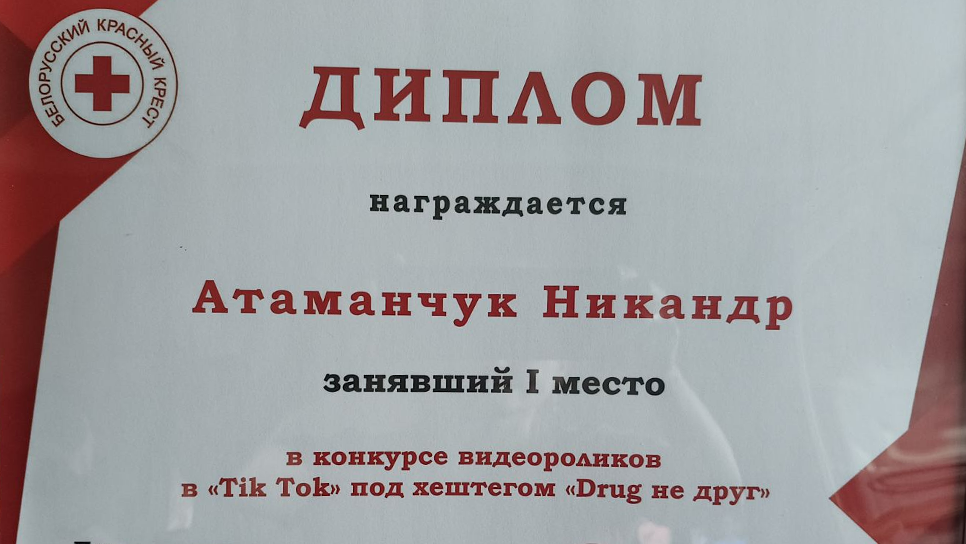 БЕЛОРУССКИЙ КРАСНЫЙ КРЕСТ
ДИПЛОМ
награждается
Атаманчук Никандр
занявший I место
в конкурсе видеороликов
в «Tik Tok» под хештегом «Drug не друг»